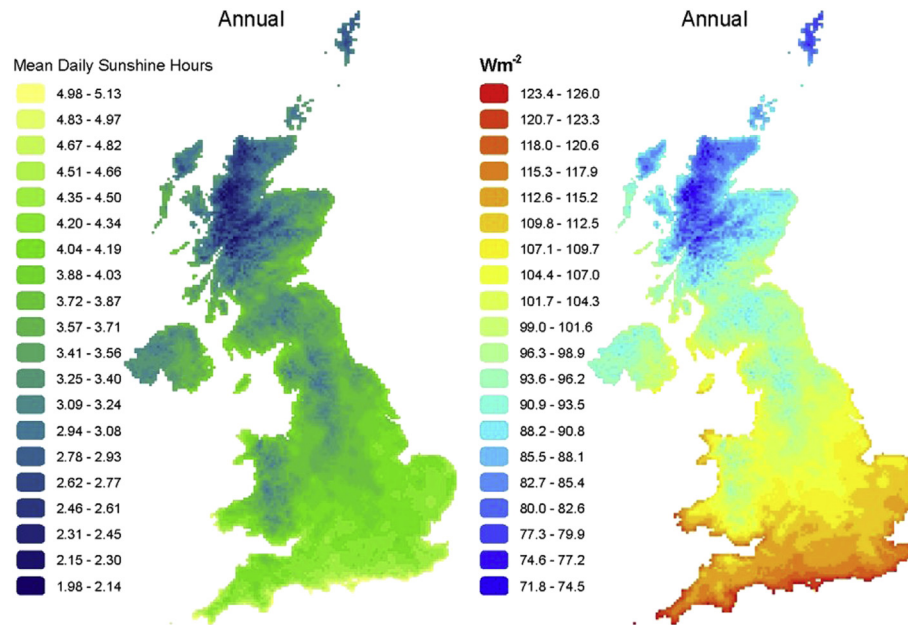 Annual
Mean Daily Sunshine Hours
4.98 - 5.13
4.83 - 4.97
4.67 - 4.82
4.51 - 4.66
4.35 - 4.50
4.20 - 4.34
4.04 - 4.19
3.88 - 4.03
3.72 - 3.87
3.57 - 3.71
3.41 - 3.56
3.25 - 3.40
3.09 - 3.24
2.94 - 3.08
2.78 - 2.93
2.62 - 2.77
2.46 - 2.61
2.31 - 2.45
2.15 - 2.30
1.98 - 2.14
Annual
Wm-2
123.4 - 126.0
120.7 - 123.3
118.0 - 120.6
115.3 - 117.9
112.6 - 115.2
109.8 - 112.5
107.1 - 109.7
104.4 - 107.0
101.7 - 104.3
99.0 - 101.6
96.3 - 98.9
93.6 - 96.2
90.9 - 93.5
88.2 - 90.8
85.5 - 88.1
82.7 - 85.4
80.0 - 82.6
77.3 - 79.9
74.6 - 77.2
71.8 - 74.5